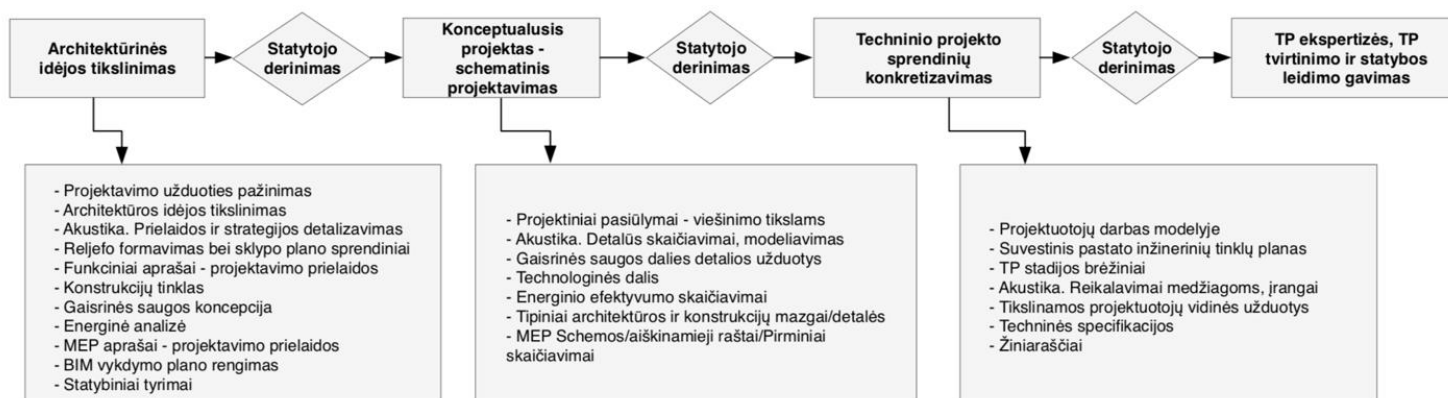 Architektūrinės
idėjos tikslinimas
Statytojo
derinimas
Konceptualusis
projektas -
schematinis
projektavimas
Statytojo
derinimas
Techninio projekto
sprendinių
konkretizavimas
Statytojo
derinimas
TP ekspertizės, TP
tvirtinimo ir statybos
leidimo gavimas
- Projektavimo užduoties pažinimas
- Architektūros idėjos tikslinimas
- Akustika. Prielaidos ir strategijos detalizavimas
- Reljefo formavimas bei sklypo plano sprendiniai
- Funkciniai aprašai - projektavimo prielaidos
- Konstrukcijų tinklas
- Gaisrinės saugos koncepcija
- Energinė analizė
- MEP aprašai - projektavimo prielaidos
- BIM vykdymo plano rengimas
- Statybiniai tyrimai
- Projektiniai pasiūlymai - viešinimo tikslams
- Akustika. Detalūs skaičiavimai, modeliavimas
- Gaisrinės saugos dalies detalios užduotys
- Technologinės dalis
- Energinio efektyvumo skaičiavimai
- Tipiniai architektūros ir konstrukcijų mazgai/detalės
- MEP Schemos/aiškinamieji raštai/Pirminiai
skaičiavimai
- Projektuotojų darbas modelyje
- Suvestinis pastato inžinerinių tinklų planas
- TP stadijos brėžiniai
- Akustika. Reikalavimai medžiagoms, įrangai
- Tikslinamos projektuotojų vidinės užduotys
- Techninės specifikacijos
- Žiniaraščiai